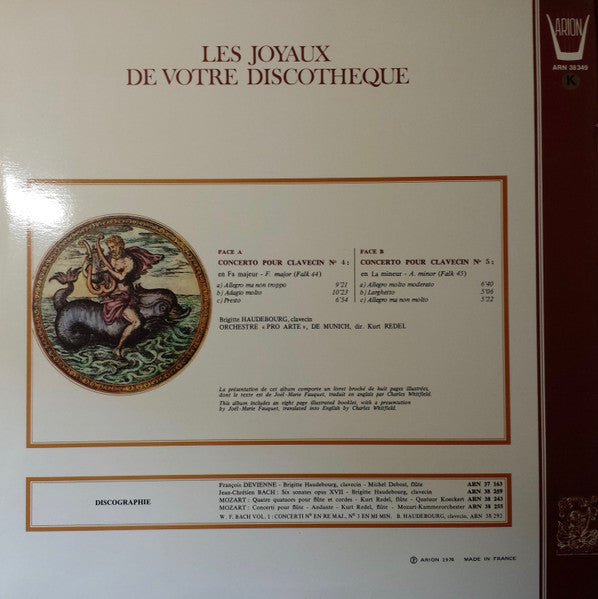 LES JOYAUX
DE VOTRE DISCOTHEQUE
ARION
ARN 38349
K
FACE A
CONCERTO POUR CLAVECIN Nº 4 :
en Fa majeur - F. major (Falk 44)
a) Allegro ma non troppo 9'21
b) Adagio molto 10'23
c) Presto 6'54
FACE B
CONCERTO POUR CLAVECIN Nº 5 :
en La mineur - A. minor (Falk 45)
a) Allegro molto moderato 6'40
b) Larghetto 5'06
c) Allegro ma non molto 5'22
Brigitte HAUDEBOURG, clavecin
ORCHESTRE « PRO ARTE », DE MUNICH, dir. Kurt REDEL
La présentation de cet album comporte un livret broché de huit pages illustrées,
dont le texte est de Joël-Marie Fauquet, traduit en anglais par Charles Whitfield.
This album includes an eight page illustrated booklet, with a presentation
by Joël-Marie Fauquet, translated into English by Charles Whitfield.
DISCOGRAPHIE
François DEVIENNE - Brigitte Haudebourg, clavecin - Michel Debost, flûte ARN 37 163
Jean-Chrétien BACH : Six sonates opus XVII - Brigitte Haudebourg, clavecin ARN 38 259
MOZART : Quatre quatuors pour flûte et cordes - Kurt Redel, flûte - Quatuor Koeckert ARN 38 243
MOZART : Concerti pour flûte - Andante - Kurt Redel, flûte - Mozart-Kammerorchester ARN 38 255
W. F. BACH VOL. 1 : CONCERTI Nº EN RE MAJ., Nº 3 EN MI MIN. B. HAUDEBOURG, clavecin, ARN 38 292
Ⓟ ARION 1976 MADE IN FRANCE